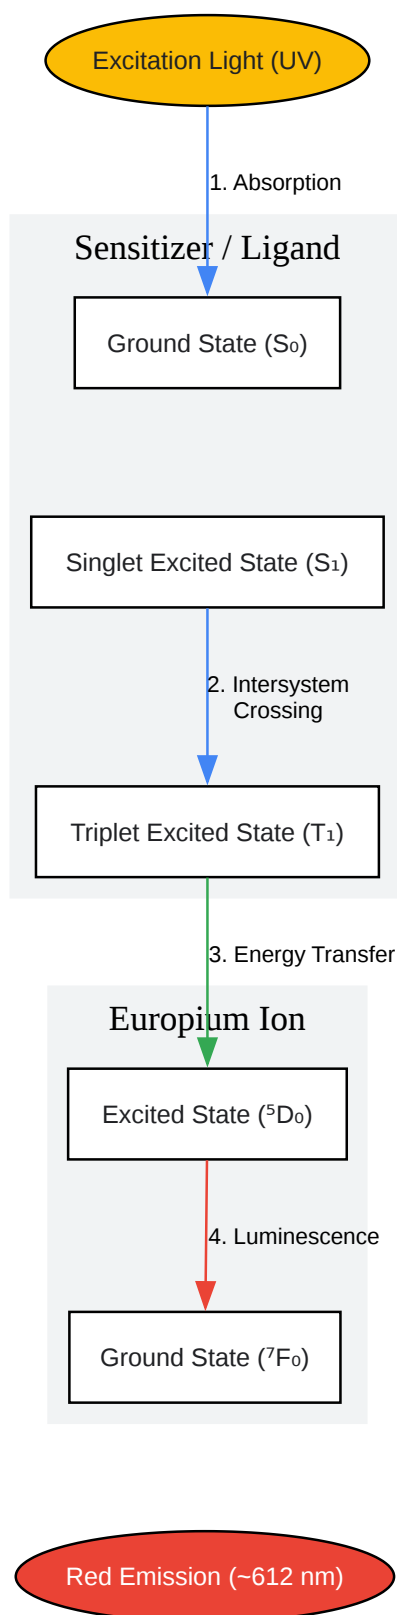 Excitation Light (UV)
1. Absorption
Sensitizer / Ligand
Ground State (S₀)
Singlet Excited State (S₁)
2. Intersystem
Crossing
Triplet Excited State (T₁)
3. Energy Transfer
Europium Ion
Excited State (⁵D₀)
4. Luminescence
Ground State (⁷F₀)
Red Emission (~612 nm)